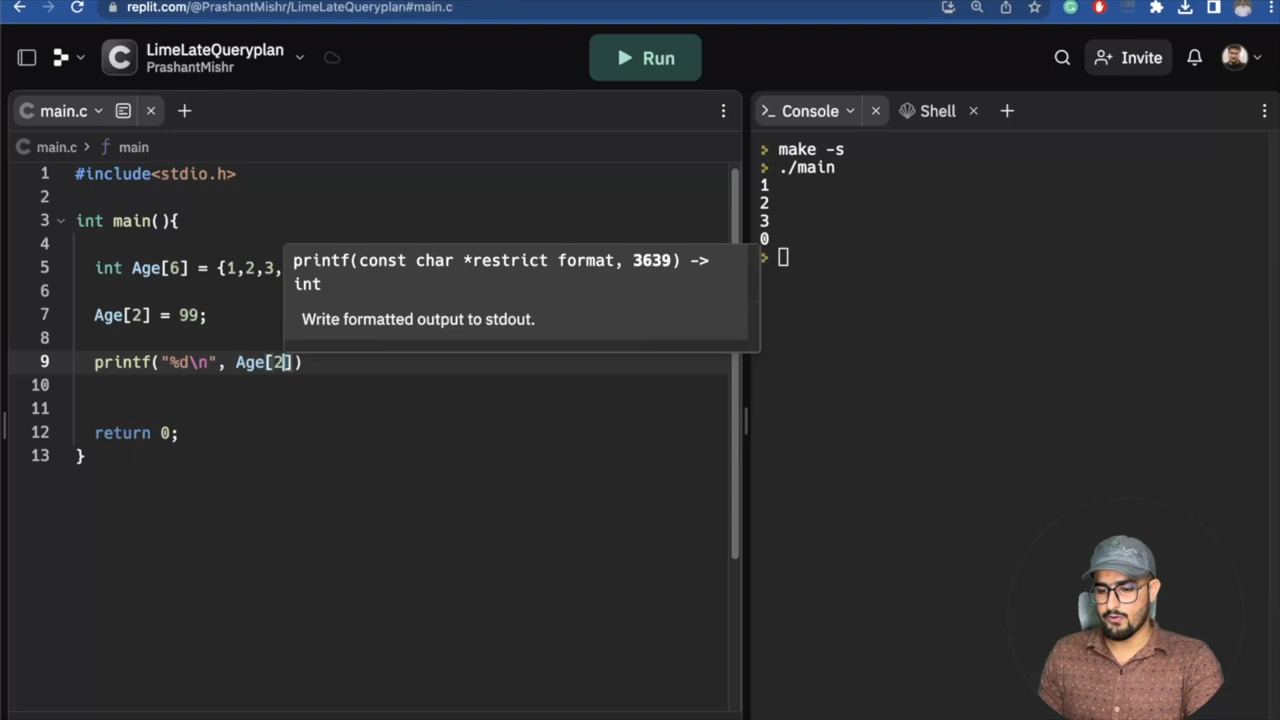 replit.com/@PrashantMishr/LimeLateQueryplan#main.c
LimeLateQueryplan
PrashantMishr
Run
Invite
main.c
Console
Shell
main.c > main
1 #include<stdio.h>
2
3 int main(){
4
5 int Age[6] = {1,2,3,
6
7 Age[2] = 99;
8
9 printf("%d\n", Age[2])
10
11
12 return 0;
13 }
printf(const char *restrict format, 3639) ->
int
Write formatted output to stdout.
make -s
./main
1
2
3
0